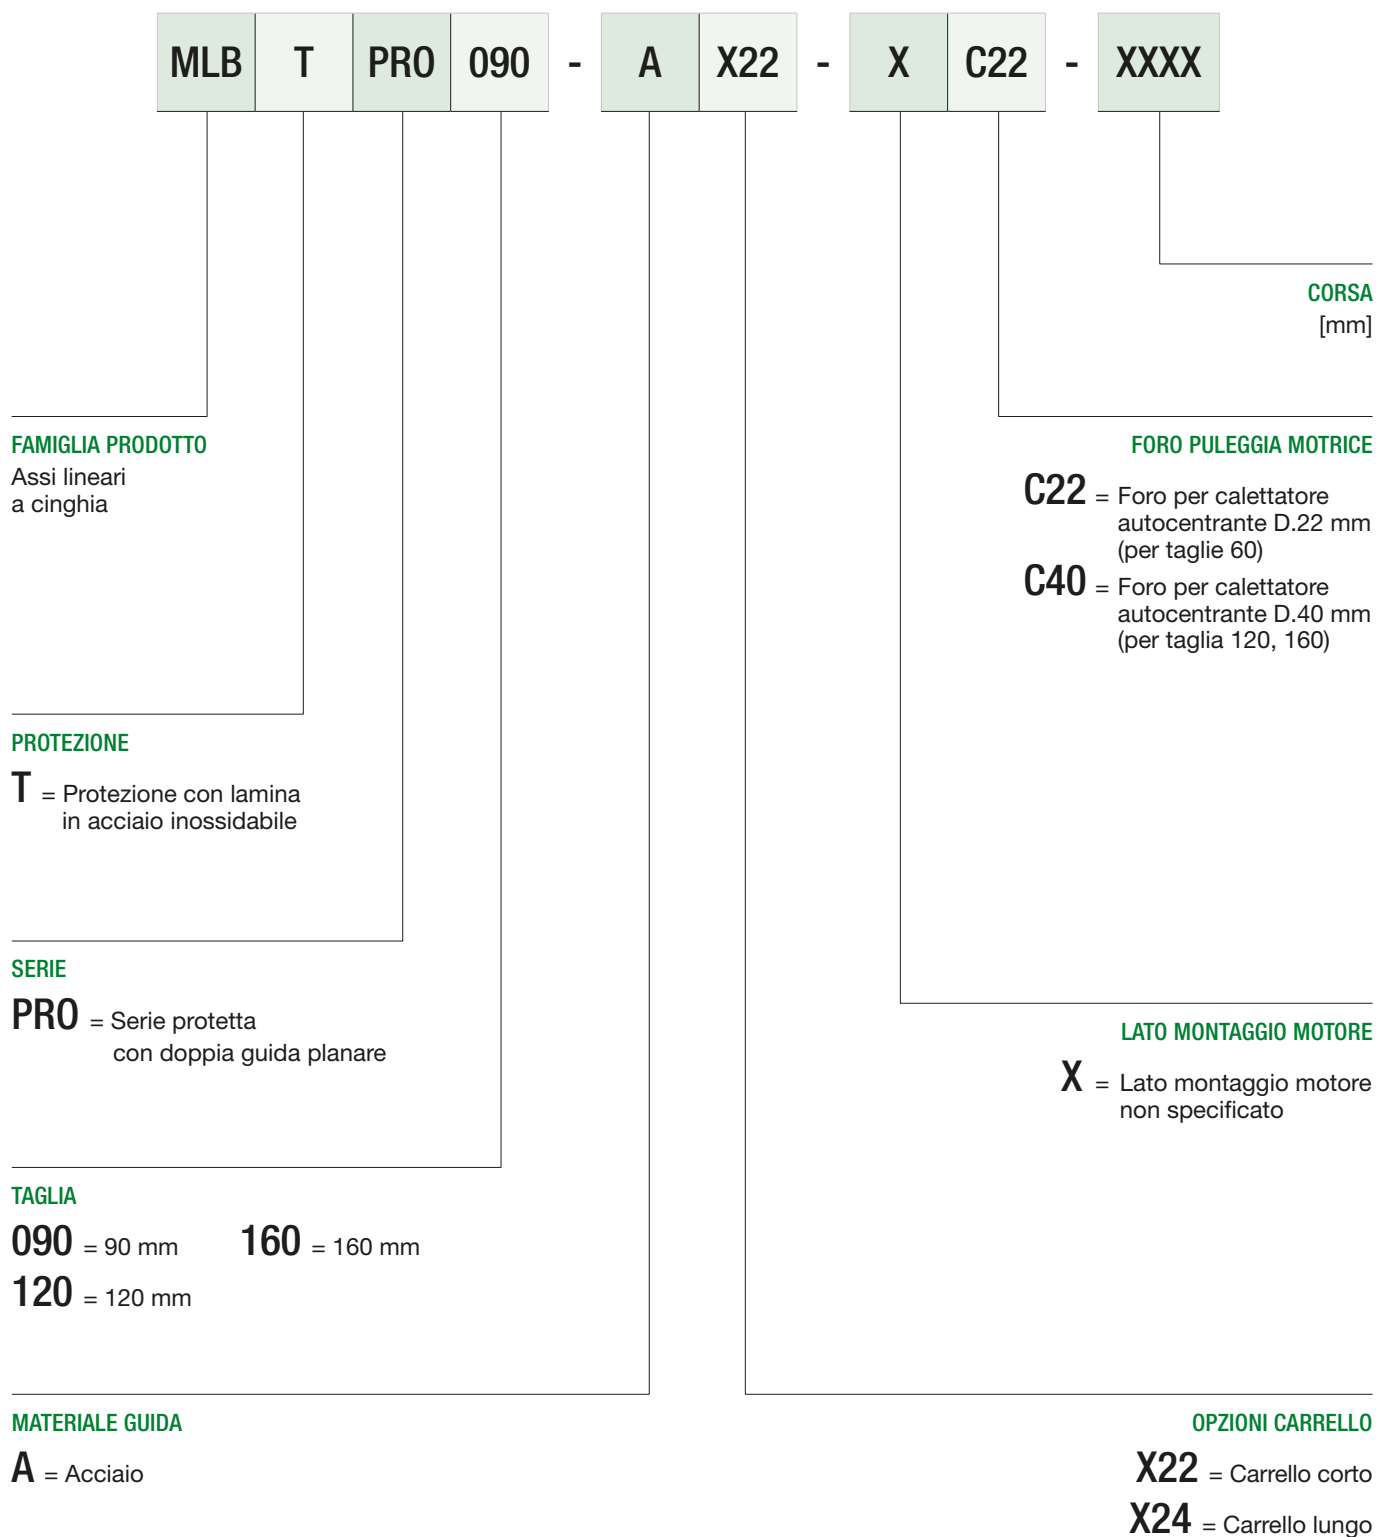 MLB T PRO 090 - A X22 - X C22 - XXXX
CORSA
[mm]
FAMIGLIA PRODOTTO
Assi lineari
a cinghia
FORO PULEGGIA MOTRICE
C22 = Foro per calettatore
autocentrante D.22 mm
(per taglie 60)
C40 = Foro per calettatore
autocentrante D.40 mm
(per taglia 120, 160)
PROTEZIONE
T = Protezione con lamina
in acciaio inossidabile
SERIE
PRO = Serie protetta
con doppia guida planare
LATO MONTAGGIO MOTORE
X = Lato montaggio motore
non specificato
TAGLIA
090 = 90 mm 160 = 160 mm
120 = 120 mm
MATERIALE GUIDA
A = Acciaio
OPZIONI CARRELLO
X22 = Carrello corto
X24 = Carrello lungo